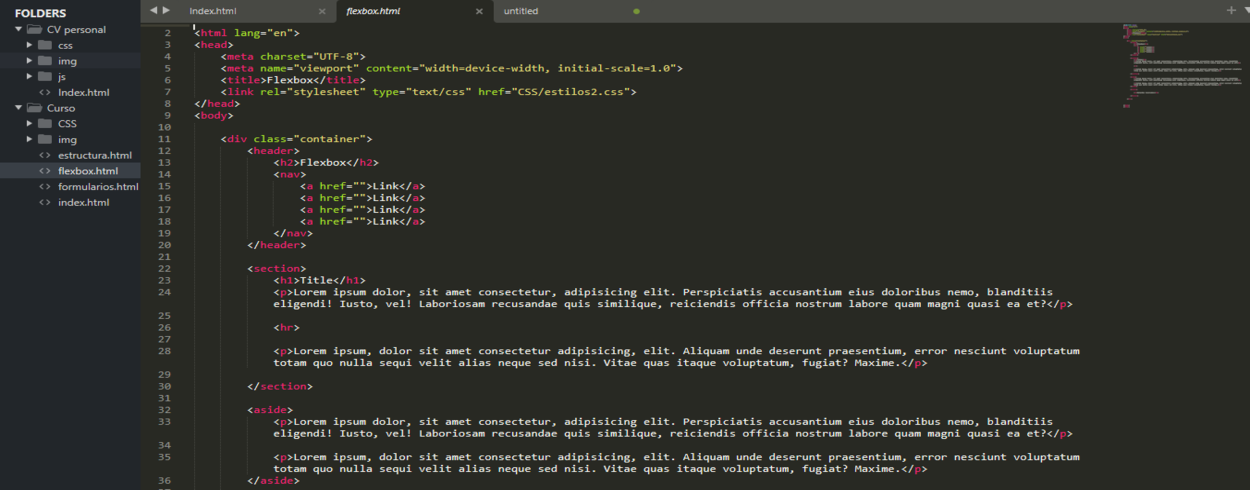 FOLDERS
CV personal
css
img
js
Index.html
Curso
CSS
img
estructura.html
flexbox.html
formularios.html
index.html
Index.html × flexbox.html × untitled
2 <html lang="en">
3 <head>
4 <meta charset="UTF-8">
5 <meta name="viewport" content="width=device-width, initial-scale=1.0">
6 <title>Flexbox</title>
7 <link rel="stylesheet" type="text/css" href="CSS/estilos2.css">
8 </head>
9 <body>
10
11 <div class="container">
12 <header>
13 <h2>Flexbox</h2>
14 <nav>
15 <a href="">Link</a>
16 <a href="">Link</a>
17 <a href="">Link</a>
18 <a href="">Link</a>
19 </nav>
20 </header>
21
22 <section>
23 <h1>Title</h1>
24 <p>Lorem ipsum dolor, sit amet consectetur, adipisicing elit. Perspiciatis accusantium eius doloribus nemo, blanditiis
eligendi! Iusto, vel! Laboriosam recusandae quis similique, reiciendis officia nostrum labore quam magni quasi ea et?</p>
25
26 <hr>
27
28 <p>Lorem ipsum, dolor sit amet consectetur adipisicing, elit. Aliquam unde deserunt praesentium, error nesciunt voluptatum
totam quo nulla sequi velit alias neque sed nisi. Vitae quas itaque voluptatum, fugiat? Maxime.</p>
29
30 </section>
31
32 <aside>
33 <p>Lorem ipsum dolor, sit amet consectetur, adipisicing elit. Perspiciatis accusantium eius doloribus nemo, blanditiis
eligendi! Iusto, vel! Laboriosam recusandae quis similique, reiciendis officia nostrum labore quam magni quasi ea et?</p>
34
35 <p>Lorem ipsum, dolor sit amet consectetur adipisicing, elit. Aliquam unde deserunt praesentium, error nesciunt voluptatum
totam quo nulla sequi velit alias neque sed nisi. Vitae quas itaque voluptatum, fugiat? Maxime.</p>
36 </aside>